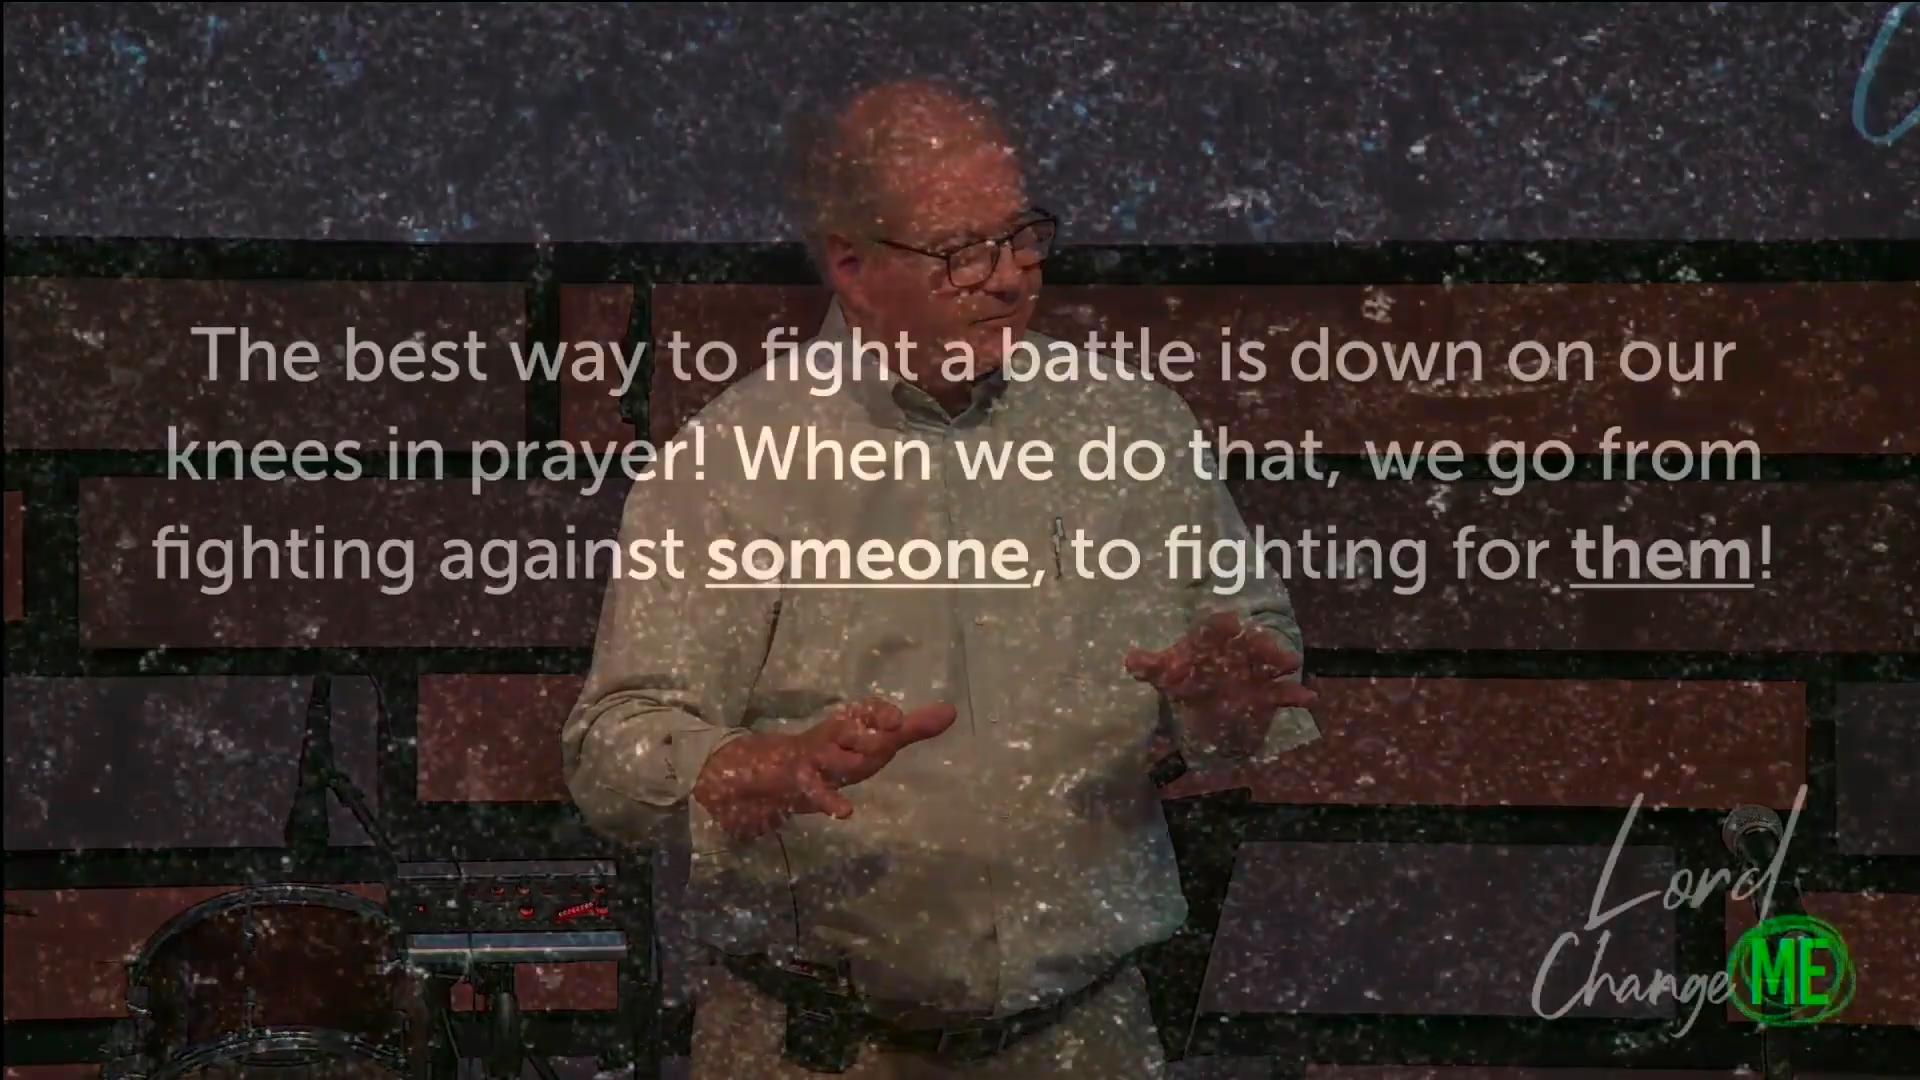 The best way to fight a battle is down on our
knees in prayer! When we do that, we go from
fighting against someone, to fighting for them!
Lord
Change ME